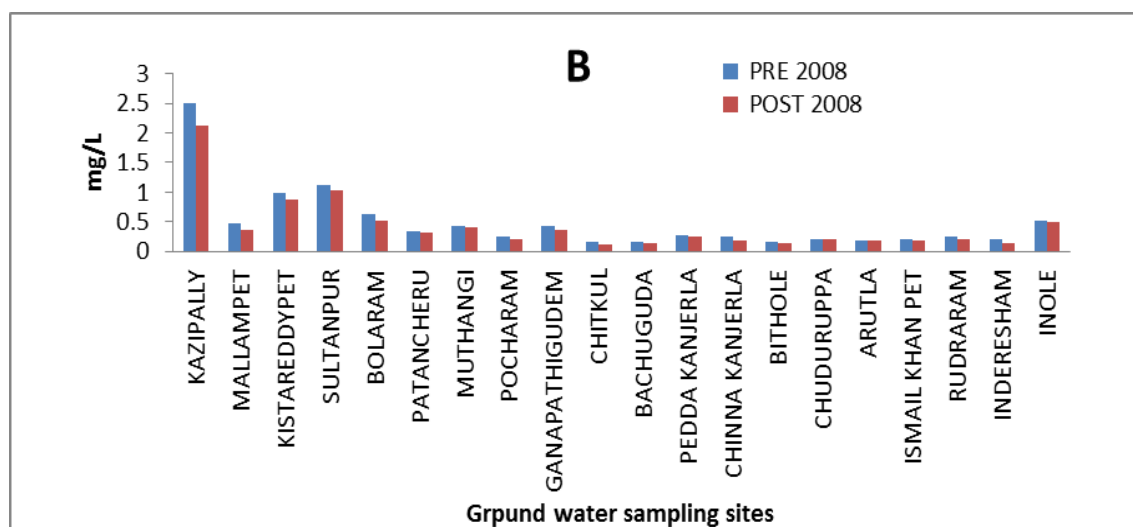 B
PRE 2008
POST 2008
3
2.5
2
1.5
1
0.5
0
mg/L
KAZIPALLY
MALLAMPET
KISTAREDDYPET
SULTANPUR
BOLARAM
PATANCHERU
MUTHANGI
POCHARAM
GANAPATHIGUDEM
CHITKUL
BACHUGUDA
PEDDA KANJERLA
CHINNA KANJERLA
BITHOLE
CHUDURUPPA
ARUTLA
ISMAIL KHAN PET
RUDRARAM
INDERESHAM
INOLE
Grpund water sampling sites